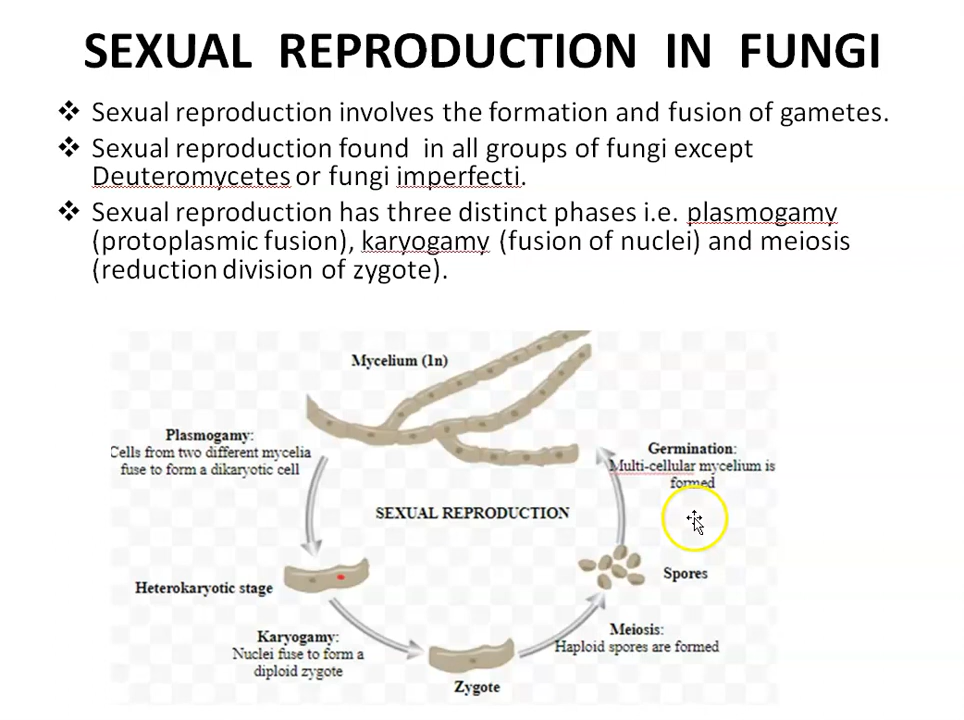 SEXUAL REPRODUCTION IN FUNGI
❖ Sexual reproduction involves the formation and fusion of gametes.
❖ Sexual reproduction found in all groups of fungi except
Deuteromycetes or fungi imperfecti.
❖ Sexual reproduction has three distinct phases i.e. plasmogamy
(protoplasmic fusion), karyogamy (fusion of nuclei) and meiosis
(reduction division of zygote).
Mycelium (1n)
Plasmogamy:
Cells from two different mycelia
fuse to form a dikaryotic cell
Germination:
Multi-cellular mycelium is
formed
SEXUAL REPRODUCTION
Heterokaryotic stage
Spores
Karyogamy:
Nuclei fuse to form a
diploid zygote
Meiosis:
Haploid spores are formed
Zygote